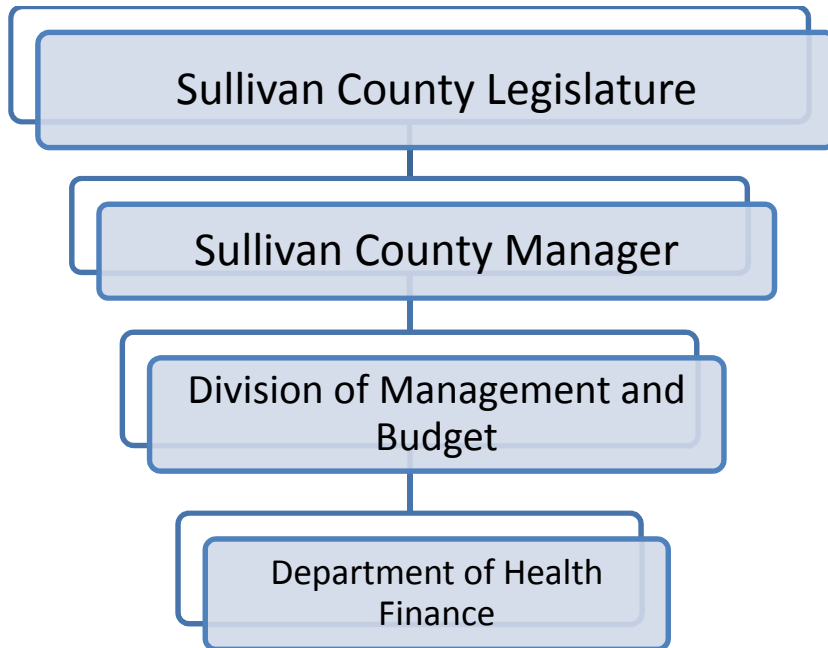 Sullivan County Legislature
Sullivan County Manager
Division of Management and
Budget
Department of Health
Finance